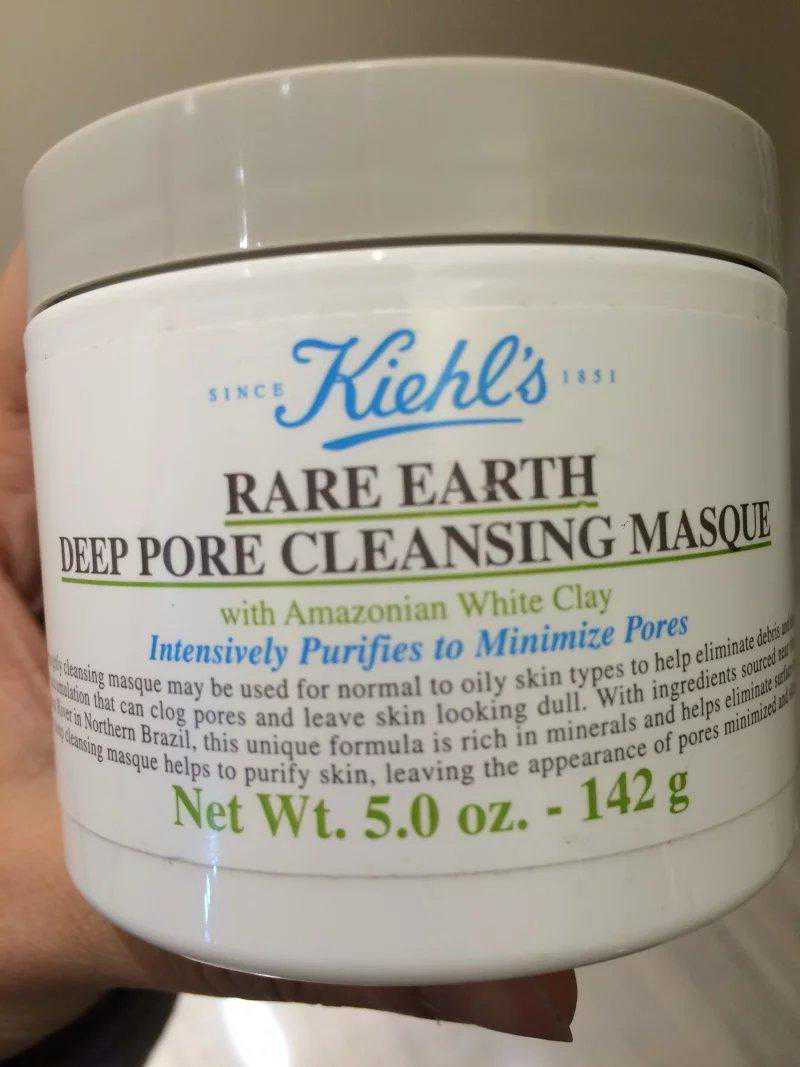 SINCE Kiehl's 1851
RARE EARTH
DEEP PORE CLEANSING MASQUE
with Amazonian White Clay
Intensively Purifies to Minimize Pores
cleansing masque may be used for normal to oily skin types to help eliminate debris and
that can clog pores and leave skin looking dull. With ingredients sourced near
River in Northern Brazil, this unique formula is rich in minerals and helps eliminate
cleansing masque helps to purify skin, leaving the appearance of pores minimized and
Net Wt. 5.0 oz. - 142 g